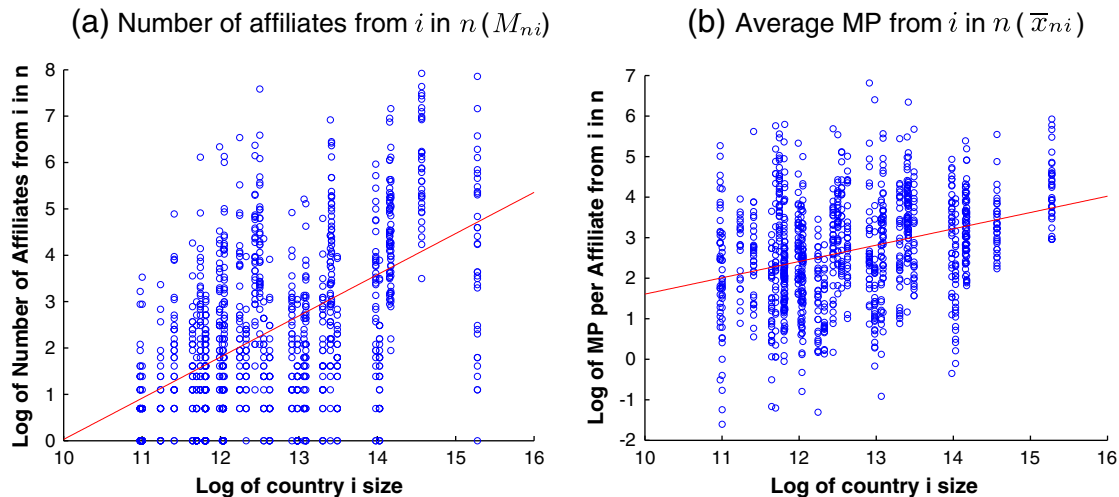 (a) Number of affiliates from i in n (M_{ni})
Log of Number of Affiliates from i in n
8
7
6
5
4
3
2
1
0
10 11 12 13 14 15 16
Log of country i size
(b) Average MP from i in n ( x̅_{ni})
Log of MP per Affiliate from i in n
7
6
5
4
3
2
1
0
-1
-2
10 11 12 13 14 15 16
Log of country i size